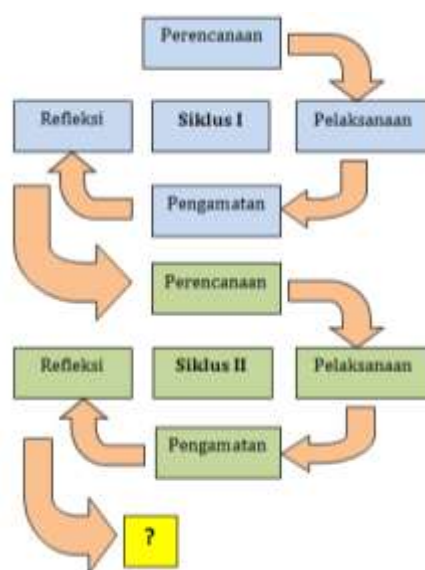 Perencanaan
Refleksi
Siklus I
Pelaksanaan
Pengamatan
Perencanaan
Refleksi
Siklus II
Pelaksanaan
Pengamatan
?